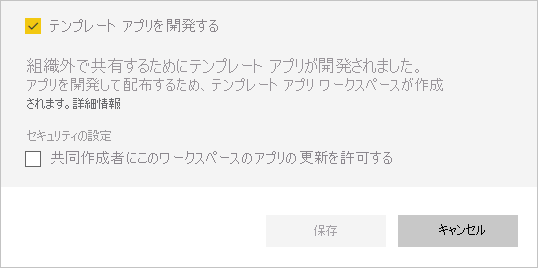 テンプレート アプリを開発する
組織外で共有するためにテンプレート アプリが開発されました。
アプリを開発して配布するため、テンプレート アプリ ワークスペースが作成
されます。詳細情報
セキュリティの設定
共同作成者にこのワークスペースのアプリの更新を許可する
保存
キャンセル